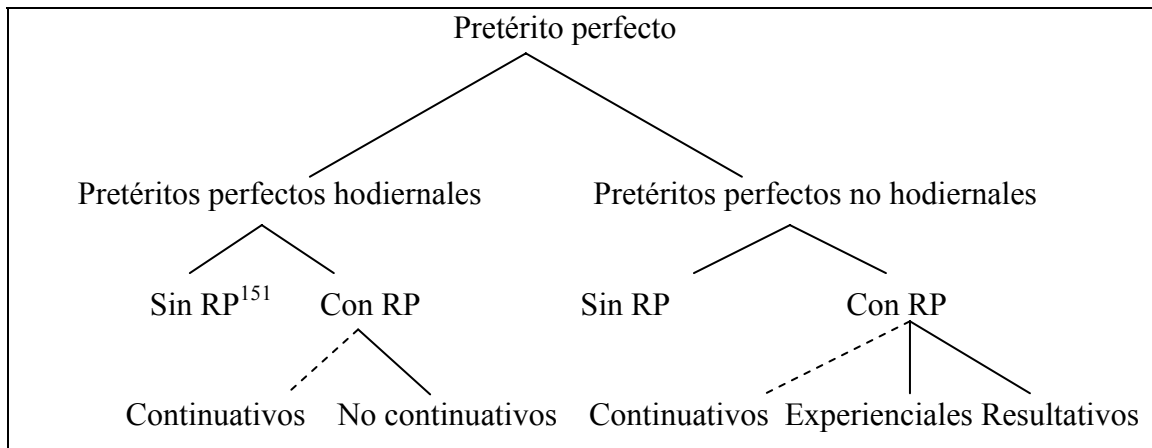 Pretérito perfecto
Pretéritos perfectos hodiernales Pretéritos perfectos no hodiernales
Sin RP151 Con RP Sin RP Con RP
Continuativos No continuativos Continuativos Experienciales Resultativos